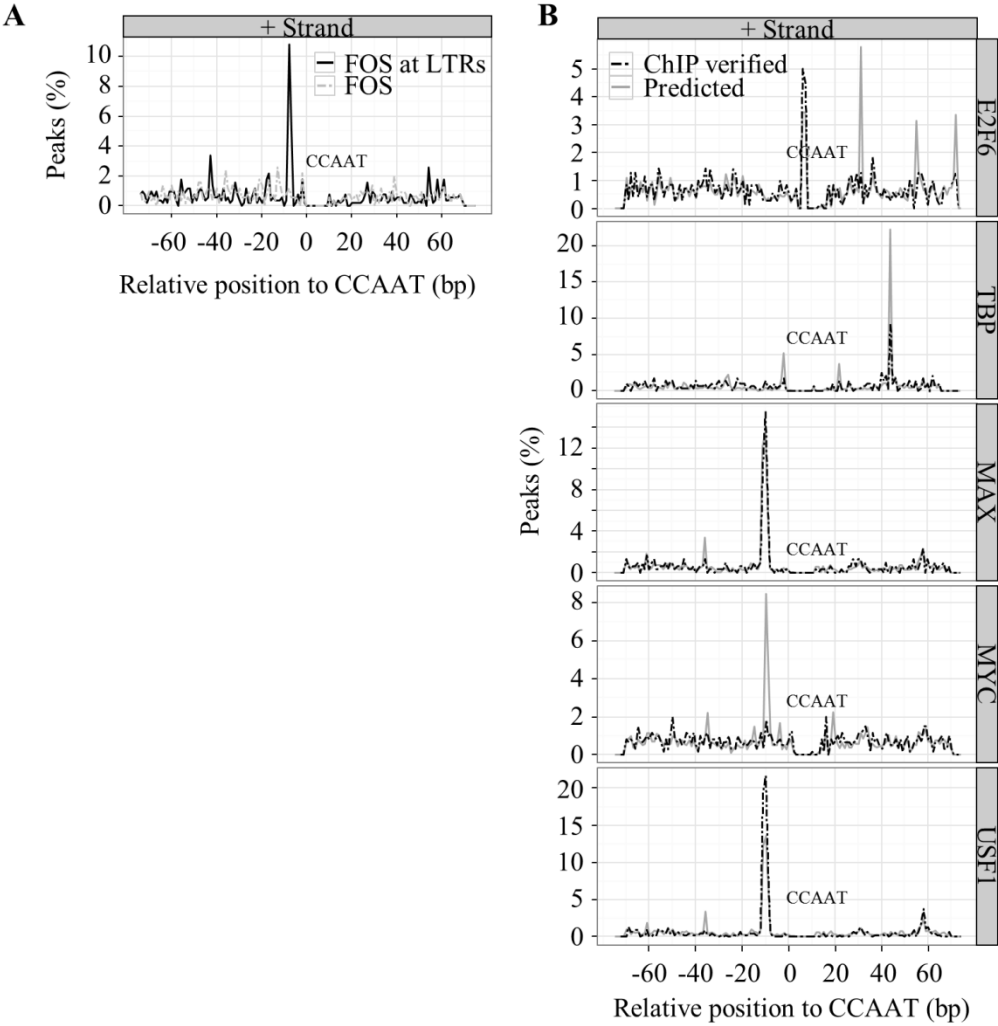 A
+ Strand
FOS at LTRs
FOS
CCAAT
Peaks (%)
10
8
6
4
2
0
-60 -40 -20 0 20 40 60
Relative position to CCAAT (bp)
B
+ Strand
ChIP verified
Predicted
CCAAT
E2F6
5
4
3
2
1
0
CCAAT
TBP
20
15
10
5
0
Peaks (%)
CCAAT
MAX
12
8
4
0
CCAAT
MYC
8
6
4
2
0
CCAAT
USF1
20
15
10
5
0
-60 -40 -20 0 20 40 60
Relative position to CCAAT (bp)